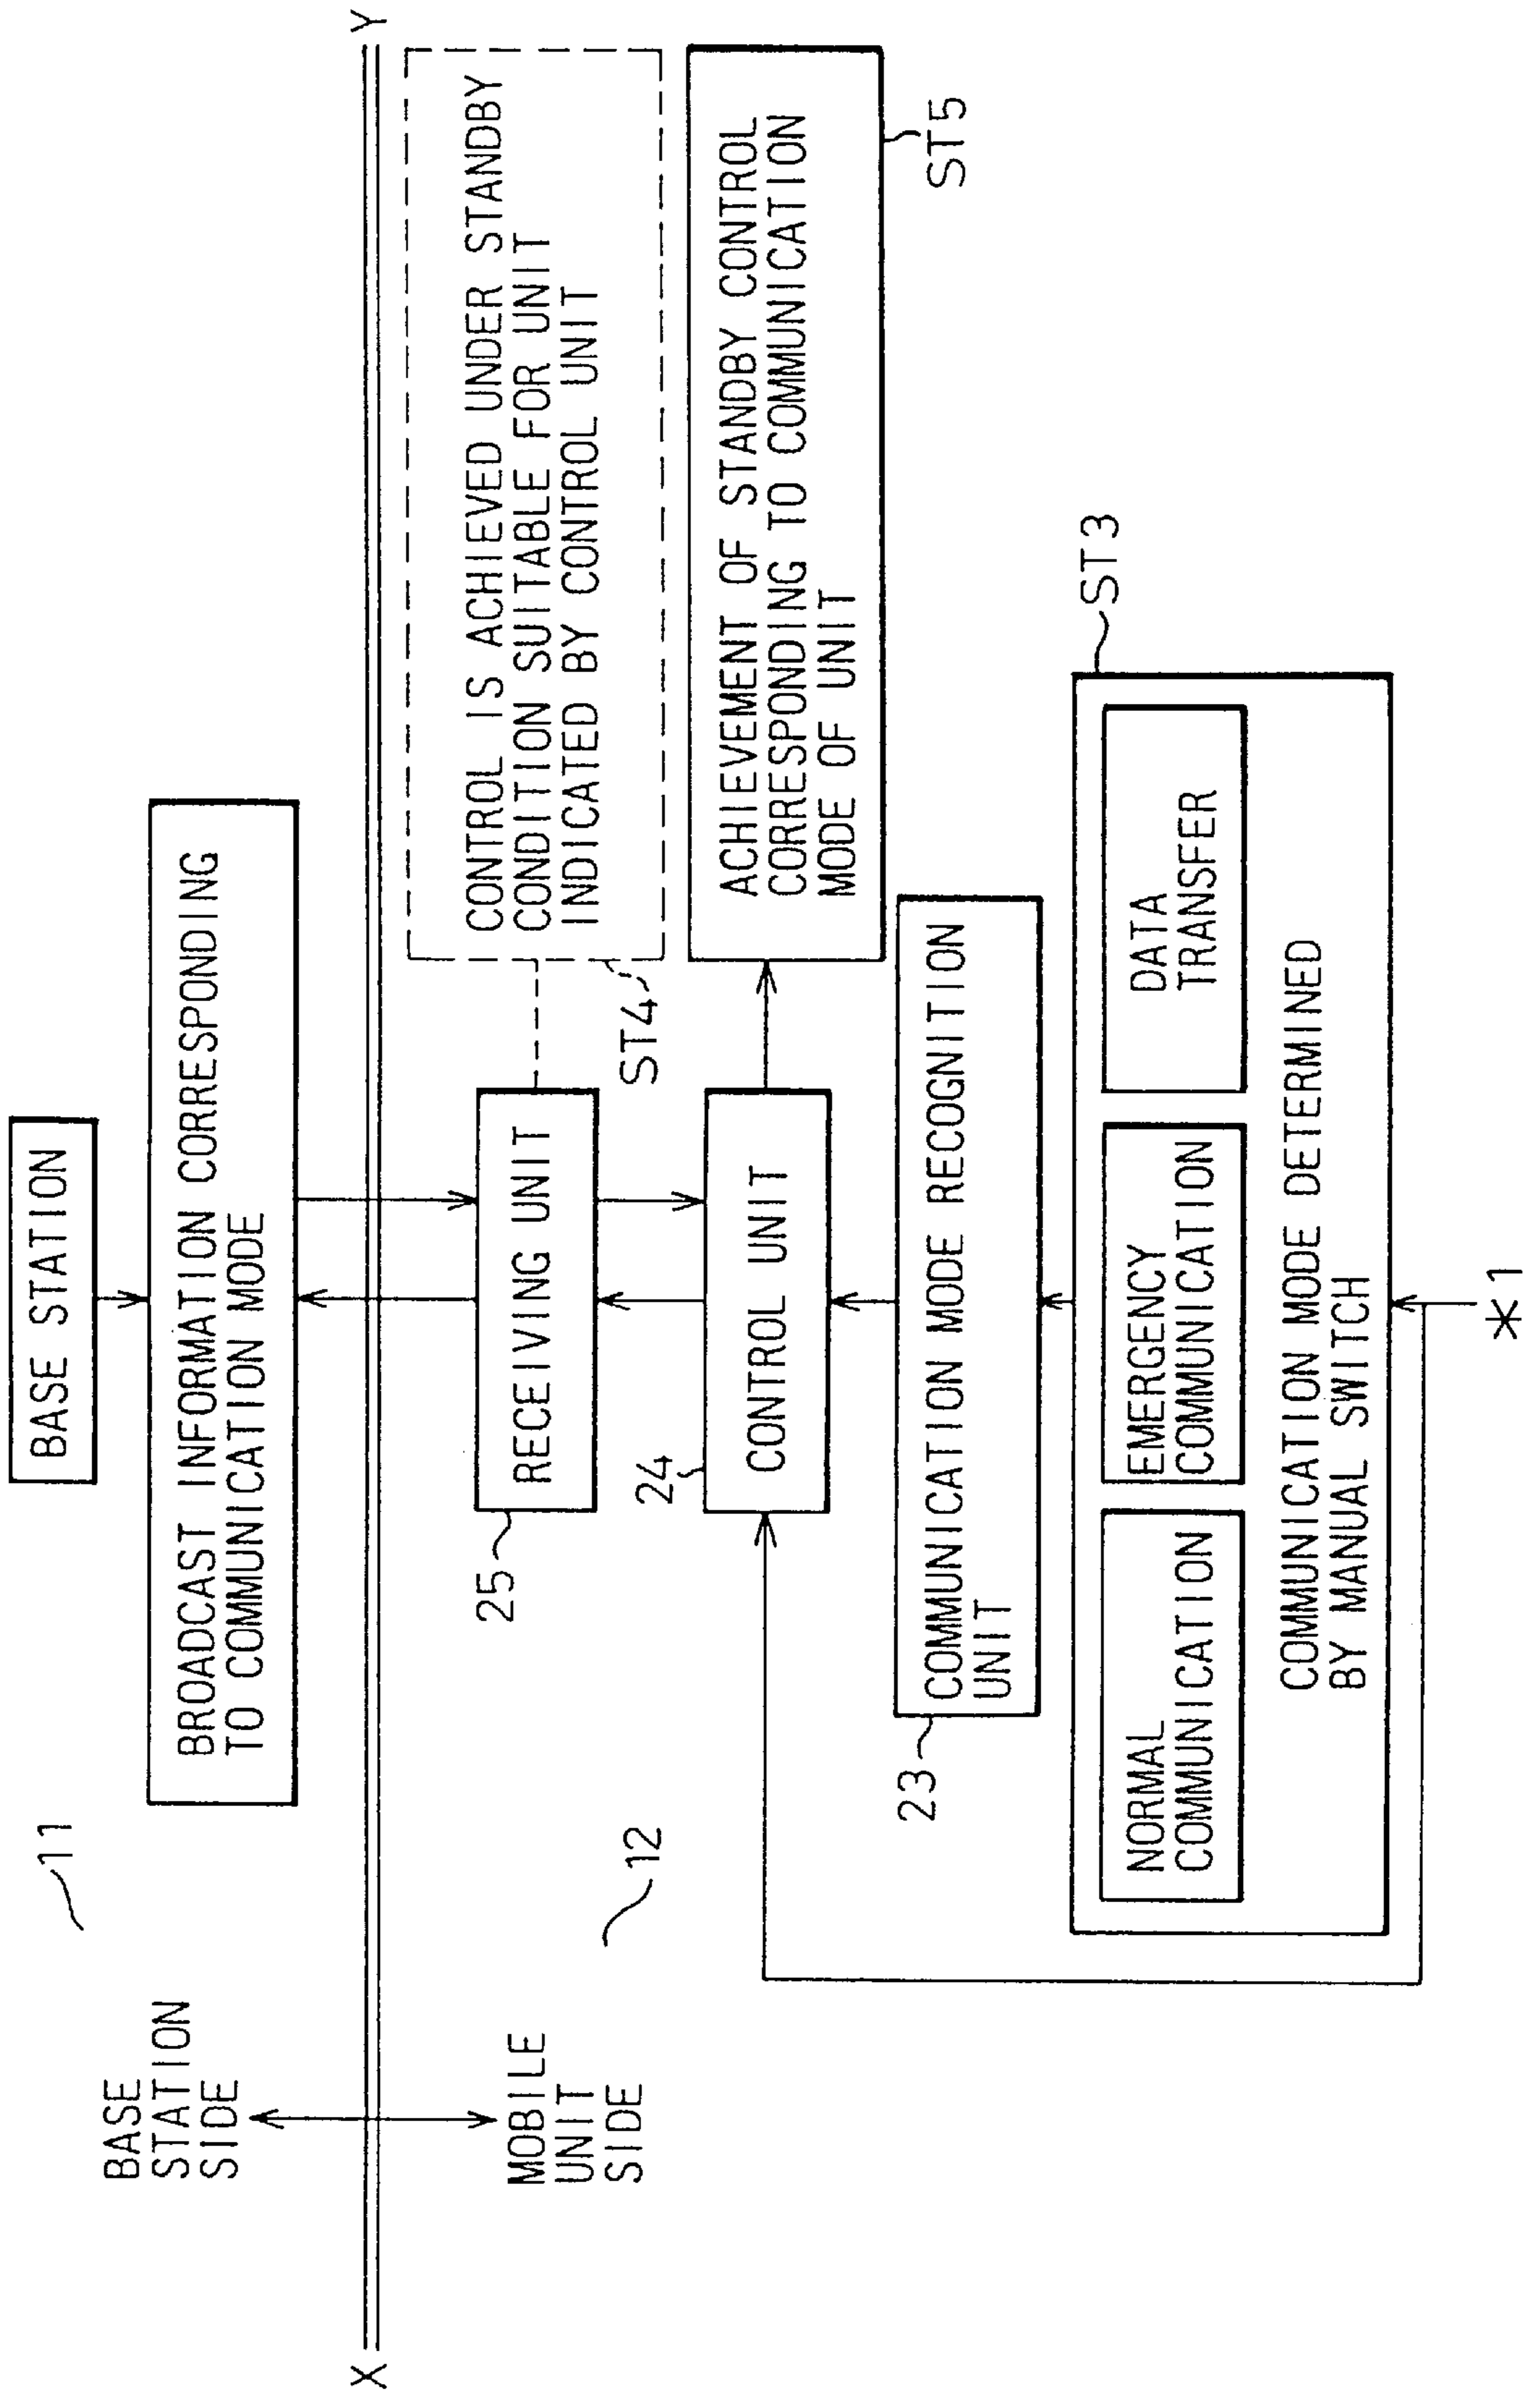 BASE STATION
11
BROADCAST INFORMATION CORRESPONDING
TO COMMUNICATION MODE
BASE
STATION
SIDE
X
Y
MOBILE
UNIT
SIDE
12
25
RECEIVING UNIT
CONTROL IS ACHIEVED UNDER STANDBY
CONDITION SUITABLE FOR UNIT
INDICATED BY CONTROL UNIT
ST4
24
CONTROL UNIT
ACHIEVEMENT OF STANDBY CONTROL
CORRESPONDING TO COMMUNICATION
MODE OF UNIT
ST5
23
COMMUNICATION MODE RECOGNITION
UNIT
ST3
NORMAL
COMMUNICATION
EMERGENCY
COMMUNICATION
DATA
TRANSFER
COMMUNICATION MODE DETERMINED
BY MANUAL SWITCH
*1